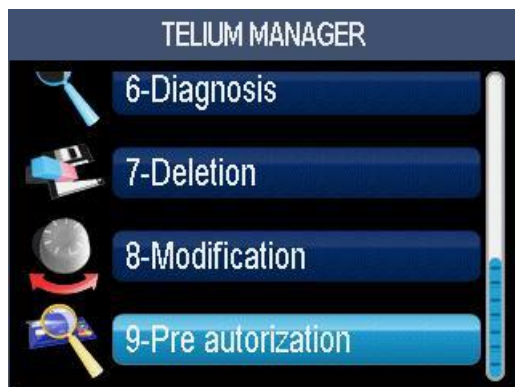 TELIUM MANAGER
6-Diagnosis
7-Deletion
8-Modification
9-Pre autorization